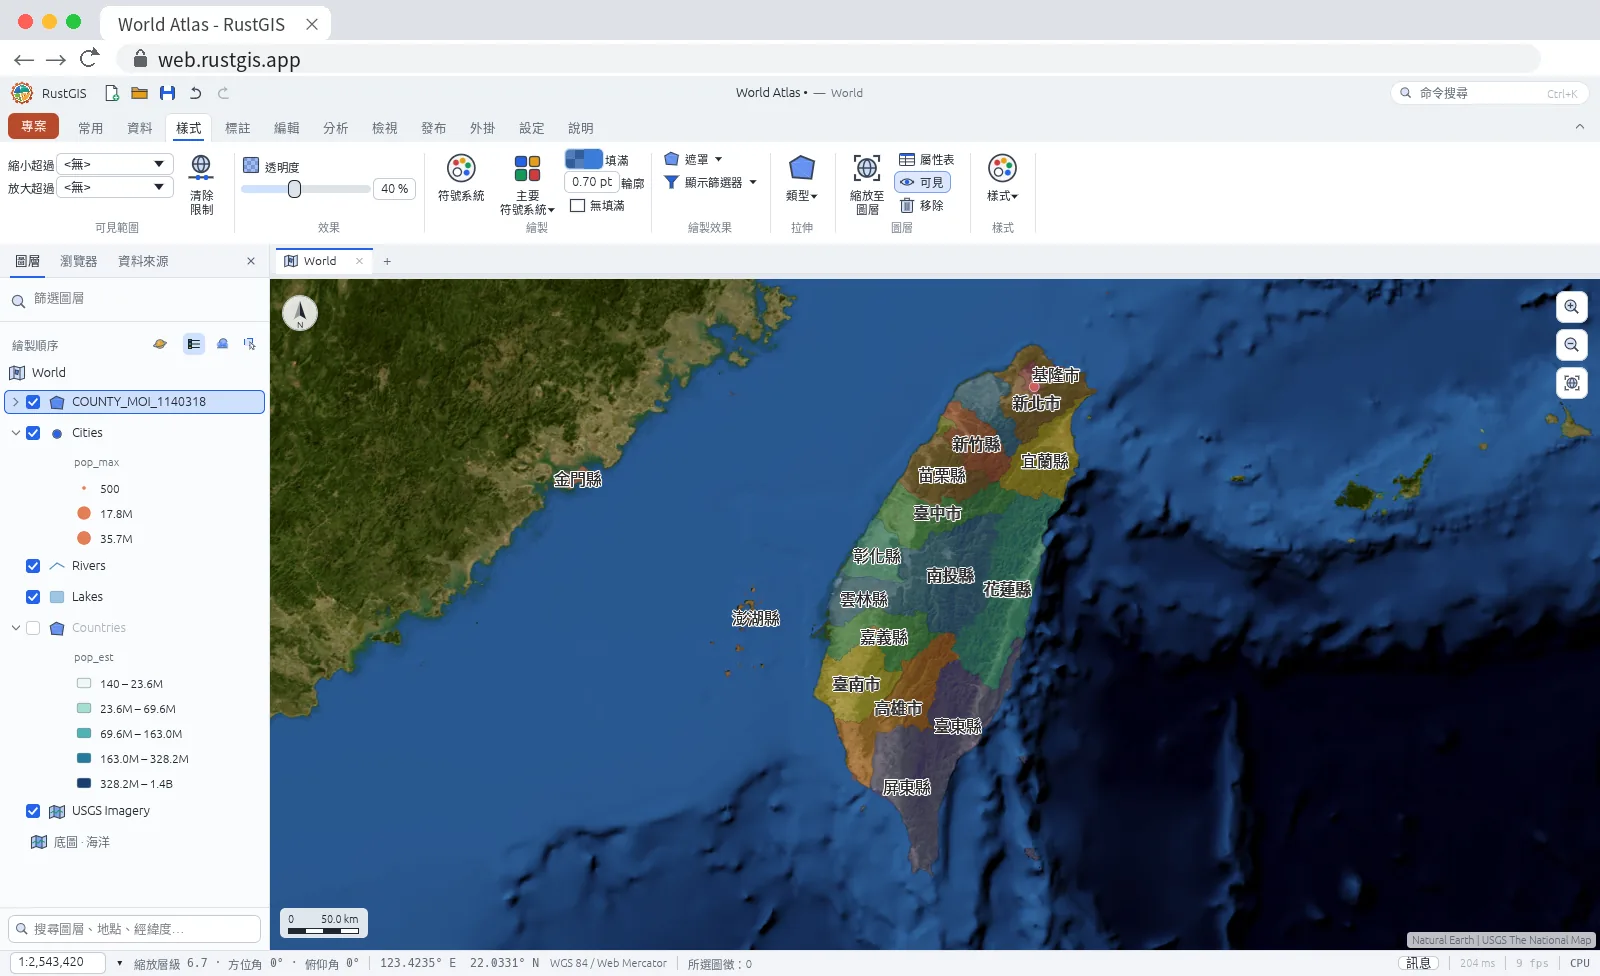 World Atlas - RustGIS
web.rustgis.app
RustGIS
World Atlas • — World
命令搜尋 Ctrl+K
專案 常用 資料 樣式 標註 編輯 分析 檢視 發布 外掛 設定 說明
縮小超過 <無>
放大超過 <無>
清除
限制
可見範圍
透明度
40 %
效果
符號系統
主要
符號系統
填滿
0.70 pt 輪廓
無填滿
繪製
遮罩
顯示篩選器
繪製效果
類型
拉伸
縮放至
圖層
屬性表
可見
移除
圖層
樣式
樣式
圖層 瀏覽器 資料來源
World
篩選圖層
繪製順序
World
COUNTY_MOI_1140318
Cities
pop_max
500
17.8M
35.7M
Rivers
Lakes
Countries
pop_est
140 – 23.6M
23.6M – 69.6M
69.6M – 163.0M
163.0M – 328.2M
328.2M – 1.4B
USGS Imagery
底圖 · 海洋
搜尋圖層、地點、經緯度…
N
基隆市
新北市
新竹縣
宜蘭縣
苗栗縣
金門縣
臺中市
彰化縣
南投縣
花蓮縣
雲林縣
澎湖縣
嘉義縣
臺南市
高雄市
臺東縣
屏東縣
0 50.0 km
Natural Earth | USGS The National Map
1:2,543,420 縮放層級 6.7 · 方位角 0° · 俯仰角 0° 123.4235° E 22.0331° N WGS 84 / Web Mercator 所選圖徵：0 訊息 204 ms 9 fps CPU